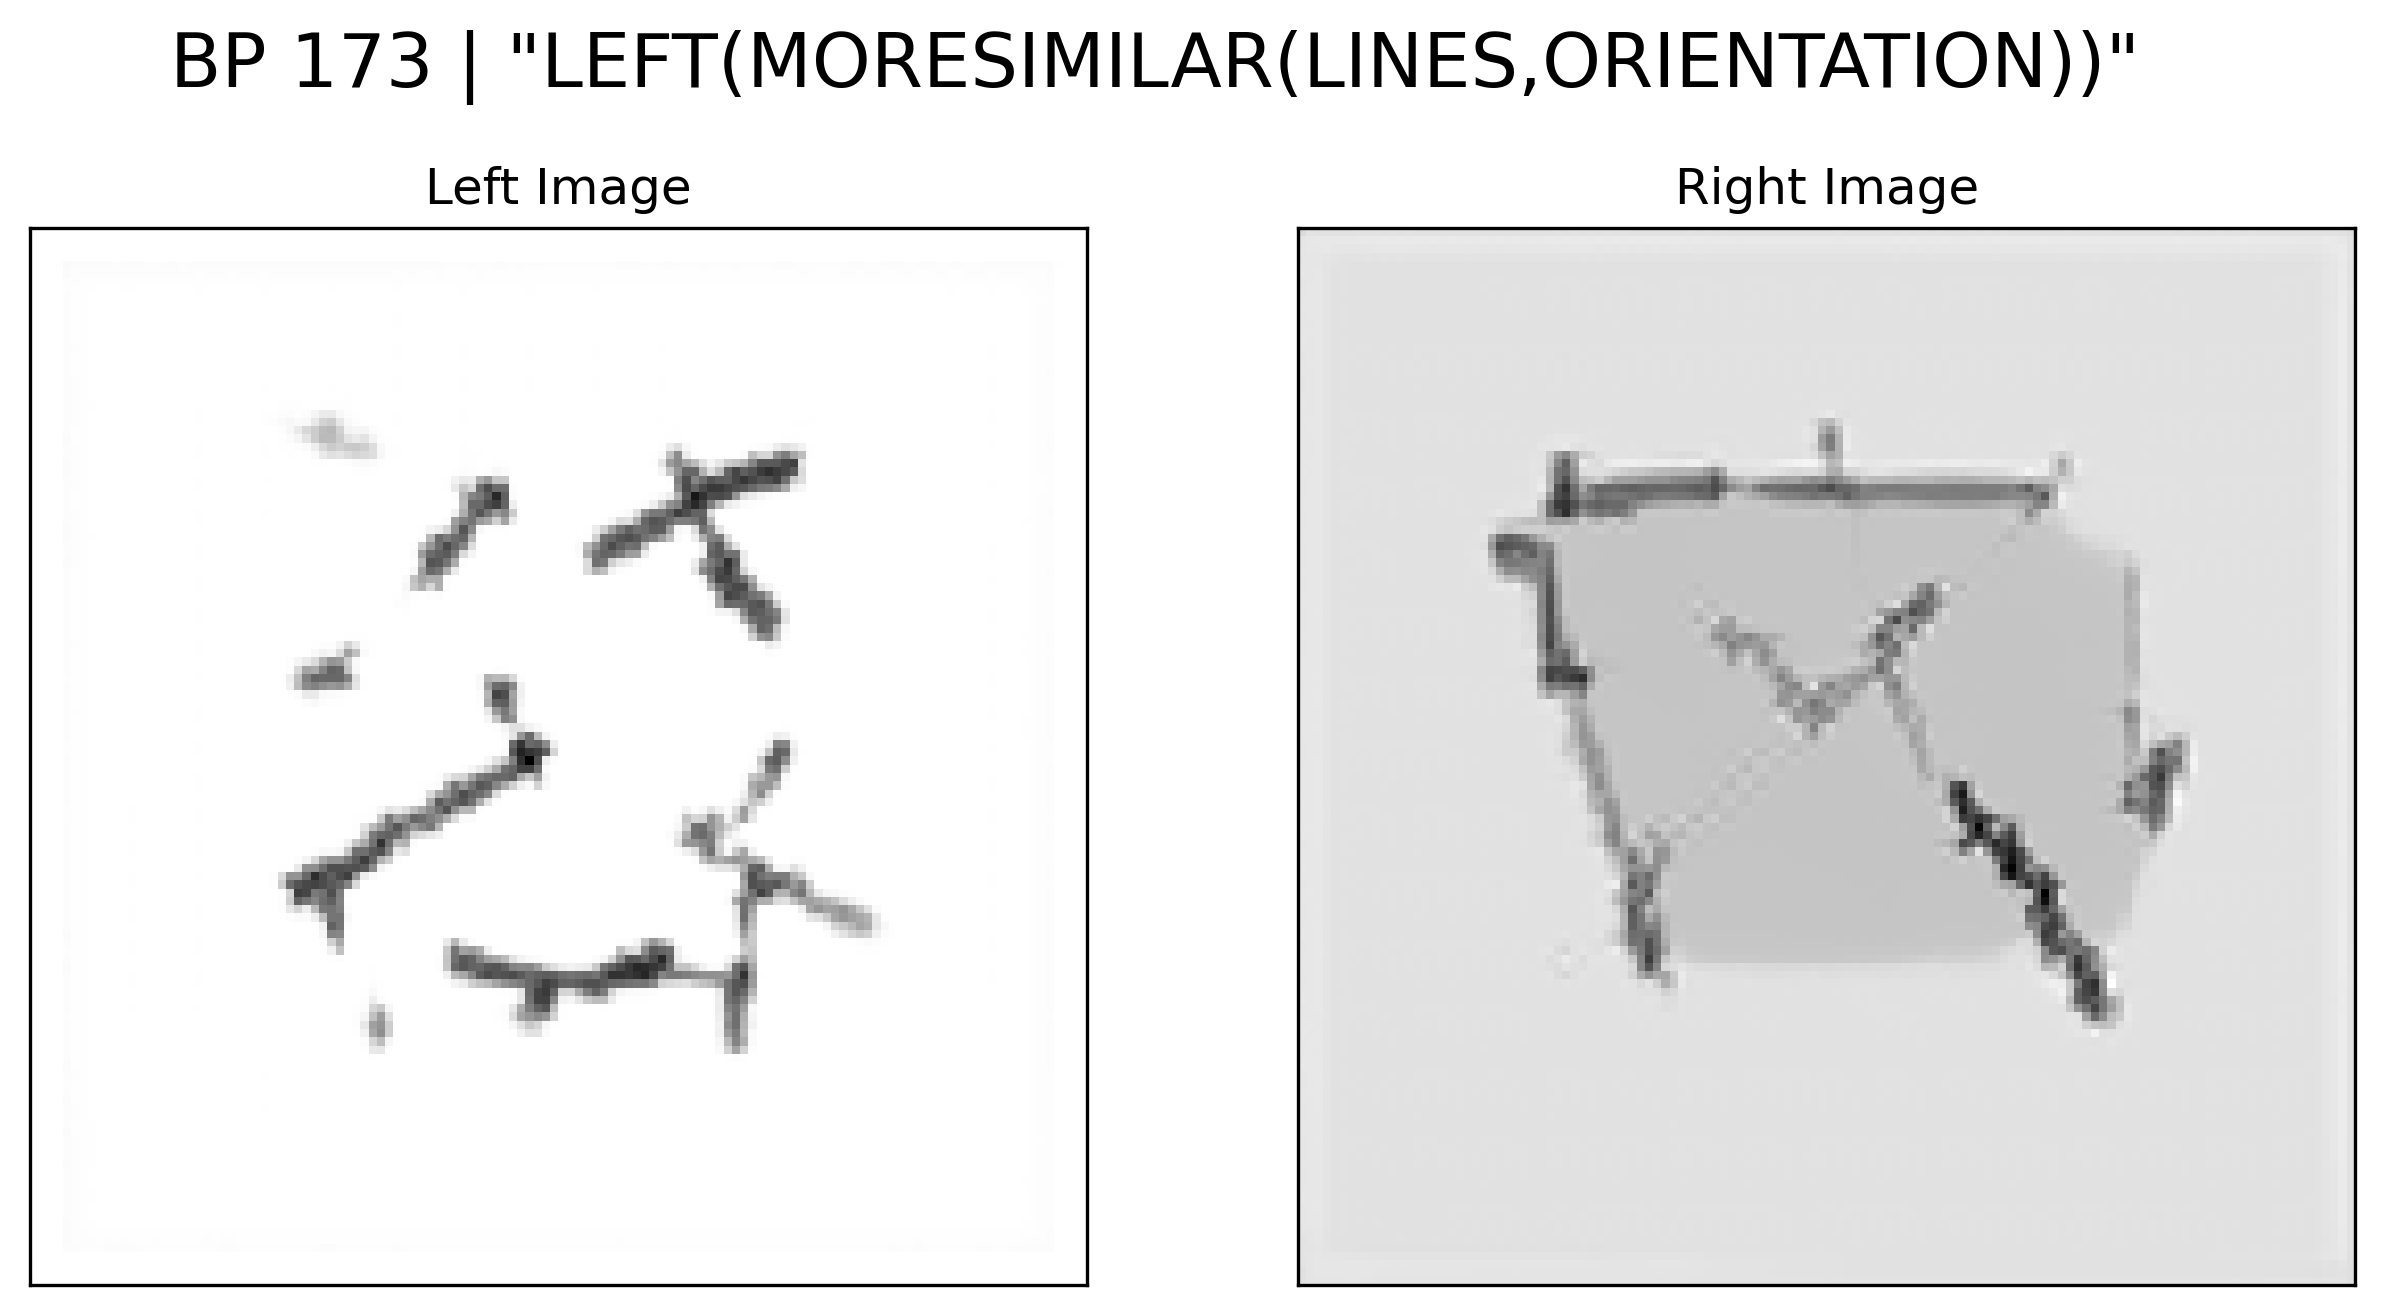 BP 173 | "LEFT(MORESIMILAR(LINES,ORIENTATION))"
Left Image
Right Image